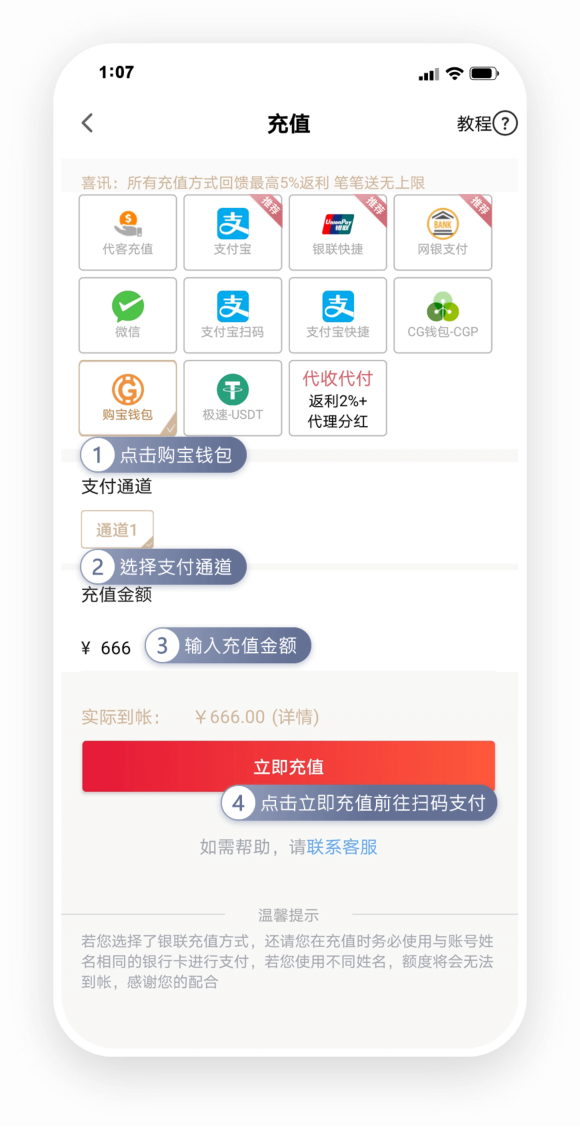 1:07
充值
教程?
喜讯：所有充值方式回馈最高5%返利 笔笔送无上限
$
代客充值
支
推荐
支付宝
UnionPay
银联
推荐
银联快捷
BANK
推荐
网银支付
微信
支
支付宝扫码
支
支付宝快捷
CG钱包-CGP
G
购宝钱包
T
极速-USDT
代收代付
返利2%+
代理分红
1 点击购宝钱包
支付通道
通道1
2 选择支付通道
充值金额
¥ 666
3 输入充值金额
实际到帐： ￥666.00 (详情)
立即充值
4 点击立即充值前往扫码支付
如需帮助，请联系客服
温馨提示
若您选择了银联充值方式，还请您在充值时务必使用与账号姓
名相同的银行卡进行支付，若您使用不同姓名，额度将会无法
到帐，感谢您的配合